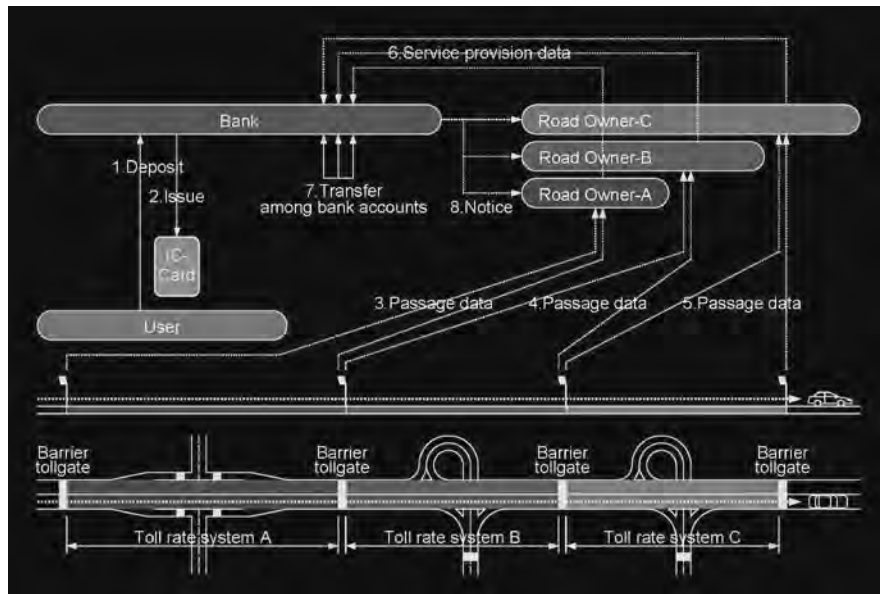 6.Service provision data
Bank
Road Owner-C
1.Deposit
Road Owner-B
2.Issue
7.Transfer
among bank accounts
8.Notice
Road Owner-A
IC-
Card
3.Passage data
4.Passage data
5.Passage data
User
Barrier
tollgate
Barrier
tollgate
Barrier
tollgate
Barrier
tollgate
Toll rate system A
Toll rate system B
Toll rate system C